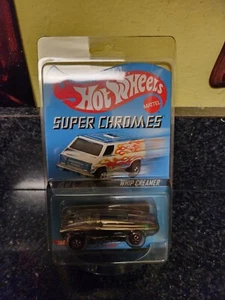 Hot Wheels
MATTEL
SUPER CHROMES
WHIP CREAMER